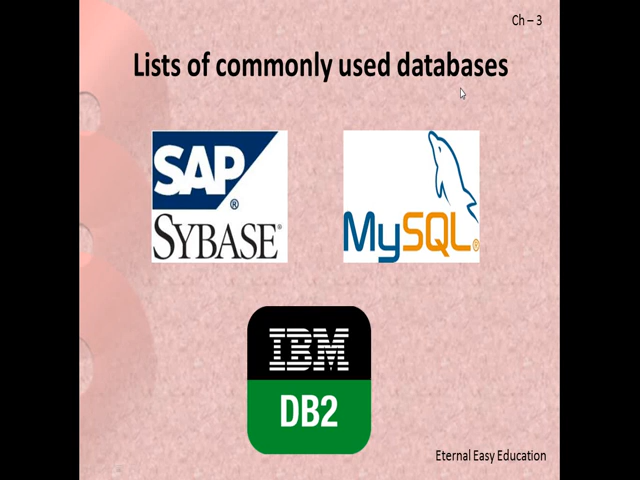 Ch – 3
Lists of commonly used databases
SAP®
SYBASE®
MySQL®
IBM
DB2
Eternal Easy Education